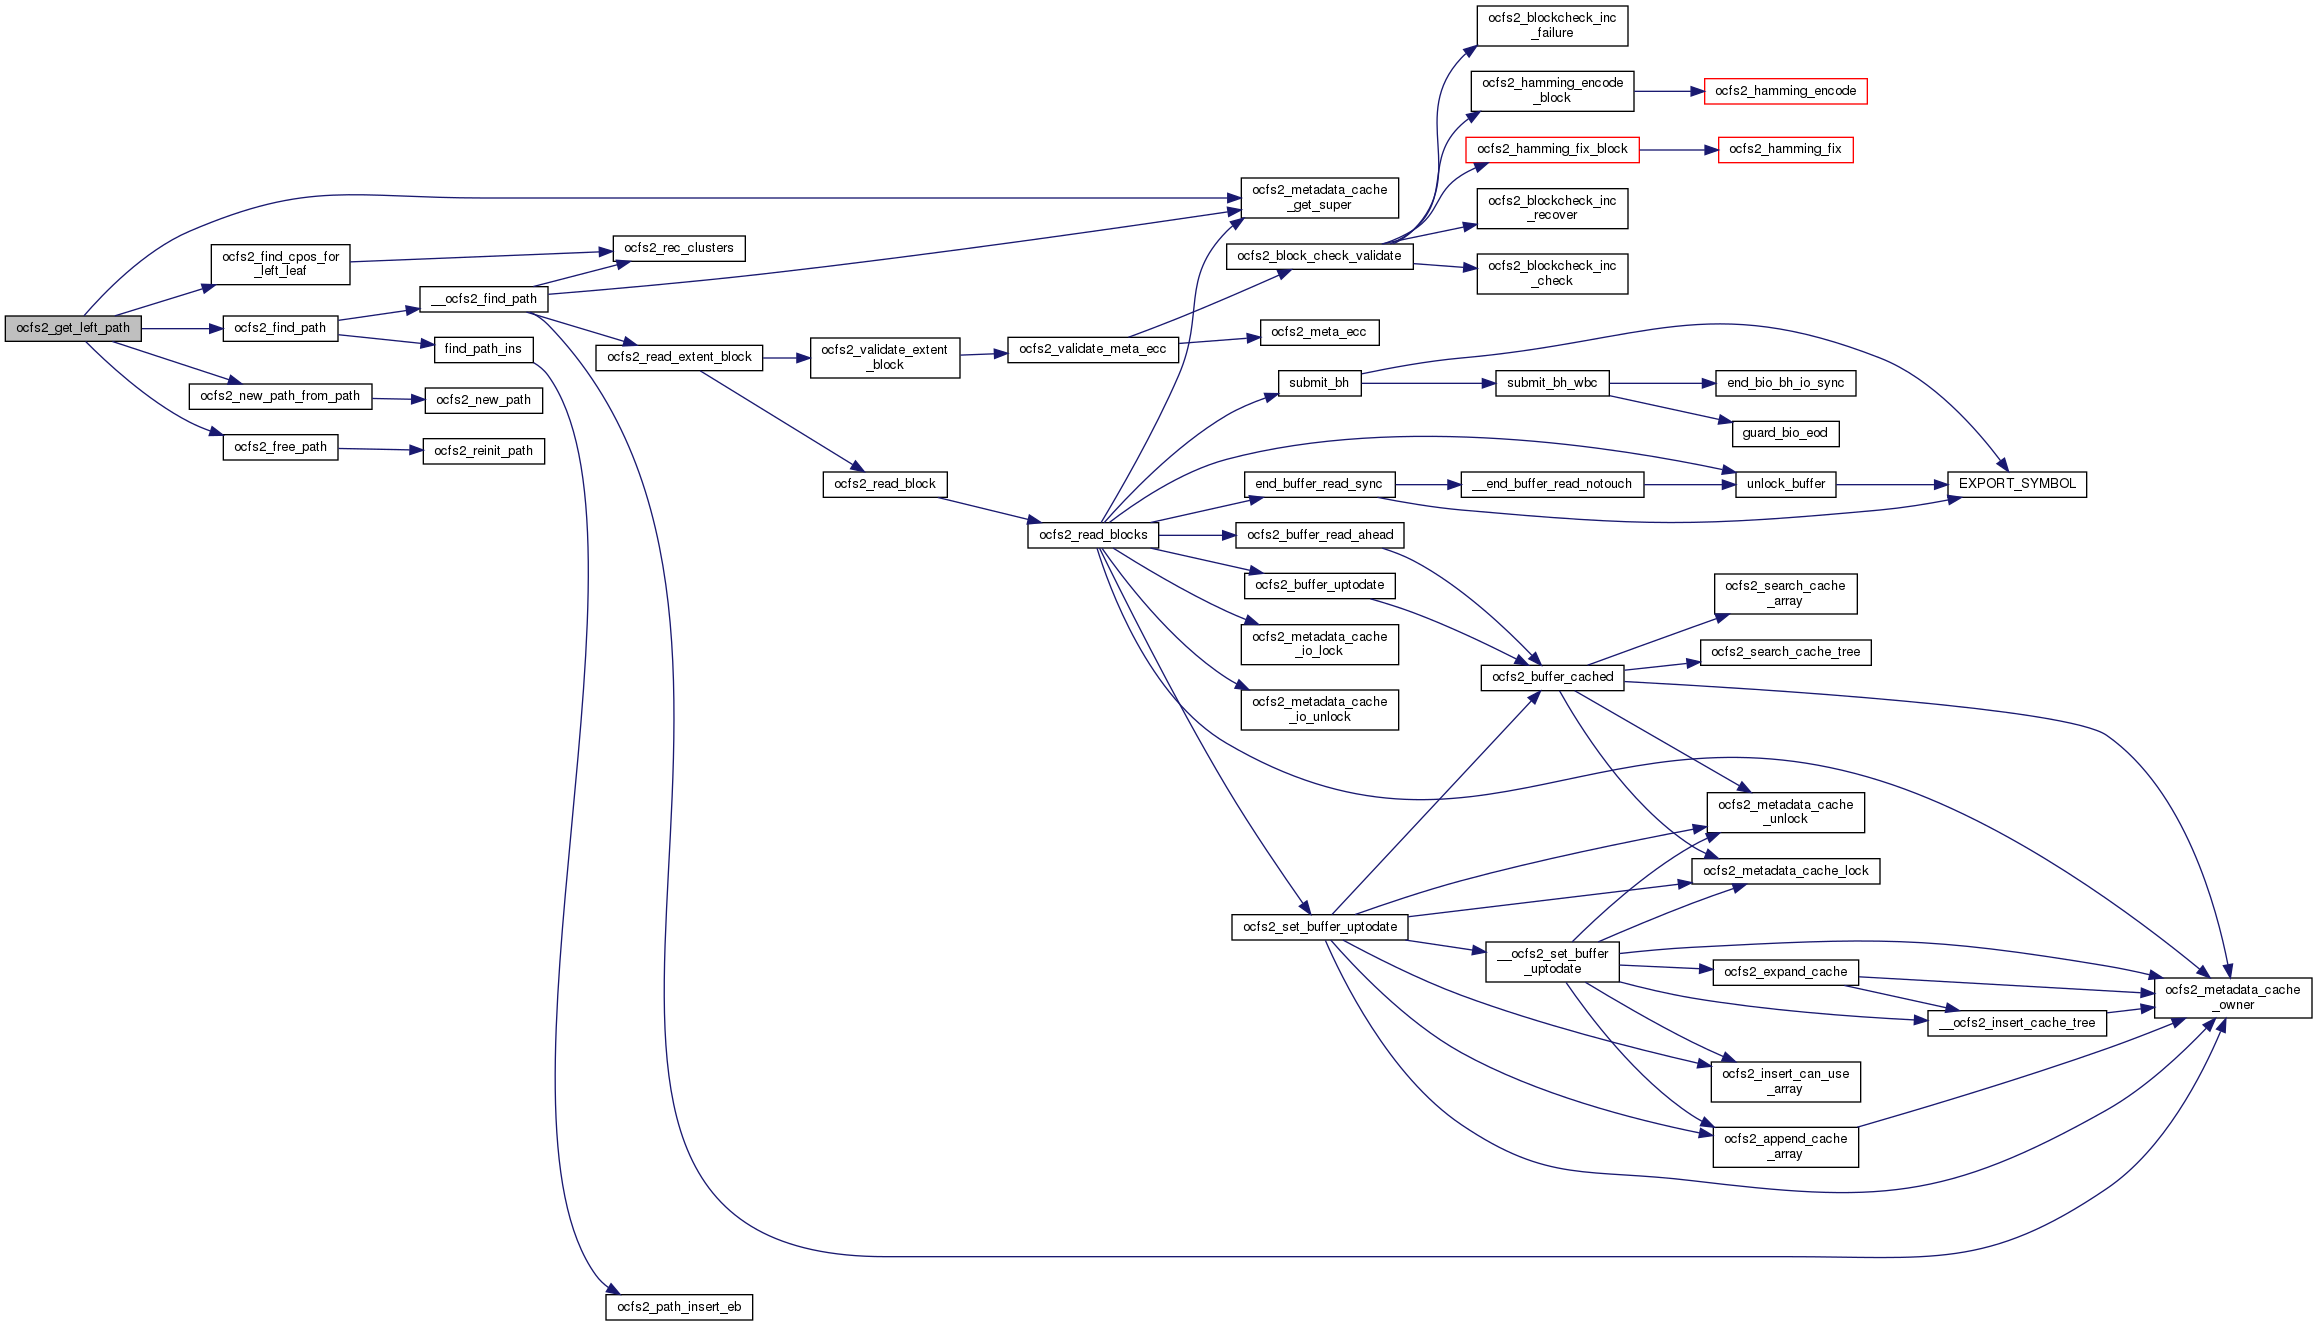 ocfs2_get_left_path
ocfs2_find_cpos_for
_left_leaf
ocfs2_find_path
ocfs2_new_path_from_path
ocfs2_free_path
__ocfs2_find_path
find_path_ins
ocfs2_new_path
ocfs2_reinit_path
ocfs2_rec_clusters
ocfs2_read_extent_block
ocfs2_path_insert_eb
ocfs2_validate_extent
_block
ocfs2_read_block
ocfs2_validate_meta_ecc
ocfs2_read_blocks
ocfs2_metadata_cache
_get_super
ocfs2_block_check_validate
ocfs2_meta_ecc
submit_bh
end_buffer_read_sync
ocfs2_buffer_read_ahead
ocfs2_buffer_uptodate
ocfs2_metadata_cache
_io_lock
ocfs2_metadata_cache
_io_unlock
ocfs2_set_buffer_uptodate
ocfs2_blockcheck_inc
_failure
ocfs2_hamming_encode
_block
ocfs2_hamming_fix_block
ocfs2_blockcheck_inc
_recover
ocfs2_blockcheck_inc
_check
submit_bh_wbc
__end_buffer_read_notouch
ocfs2_buffer_cached
__ocfs2_set_buffer
_uptodate
ocfs2_hamming_encode
ocfs2_hamming_fix
end_bio_bh_io_sync
guard_bio_eod
unlock_buffer
ocfs2_search_cache
_array
ocfs2_search_cache_tree
ocfs2_metadata_cache
_unlock
ocfs2_metadata_cache_lock
ocfs2_expand_cache
ocfs2_insert_can_use
_array
ocfs2_append_cache
_array
EXPORT_SYMBOL
__ocfs2_insert_cache_tree
ocfs2_metadata_cache
_owner